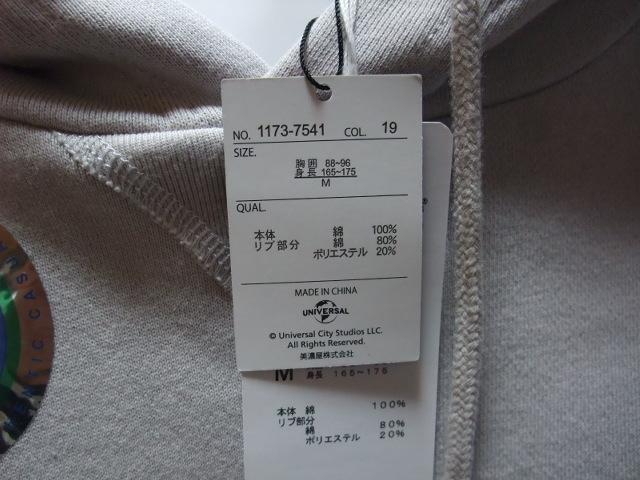 NO. 1173-7541 COL. 19
SIZE.
胸囲 88~96
身長 165~175
M
QUAL.
本体 綿 100%
リブ部分 綿 80%
ポリエステル 20%
MADE IN CHINA
UNIVERSAL
© Universal City Studios LLC.
All Rights Reserved.
美濃屋株式会社
M 身長 165~175
本体 綿 100%
リブ部分
綿 80%
ポリエステル 20%